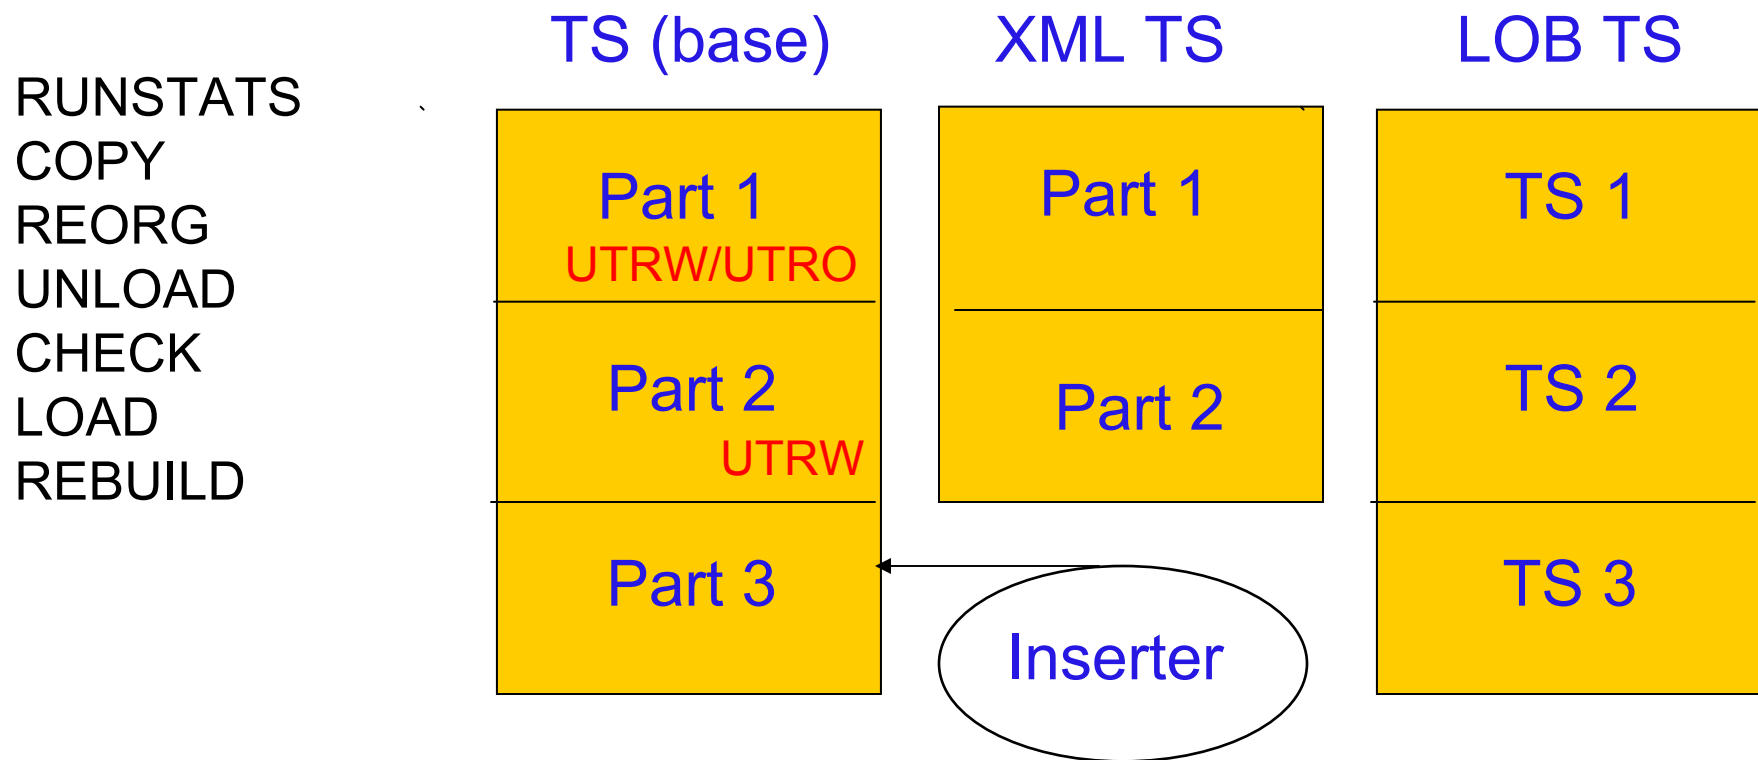 TS (base)
XML TS
LOB TS
RUNSTATS
COPY
REORG
UNLOAD
CHECK
LOAD
REBUILD
Part 1
UTRW/UTRO
Part 2
UTRW
Part 3
Part 1
Part 2
Inserter
TS 1
TS 2
TS 3